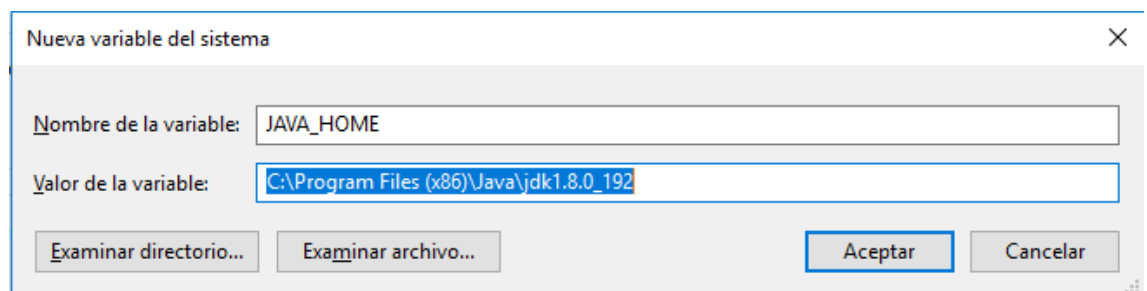 Nueva variable del sistema
Nombre de la variable: JAVA_HOME
Valor de la variable: C:\Program Files (x86)\Java\jdk1.8.0_192
Examinar directorio... Examinar archivo... Aceptar Cancelar